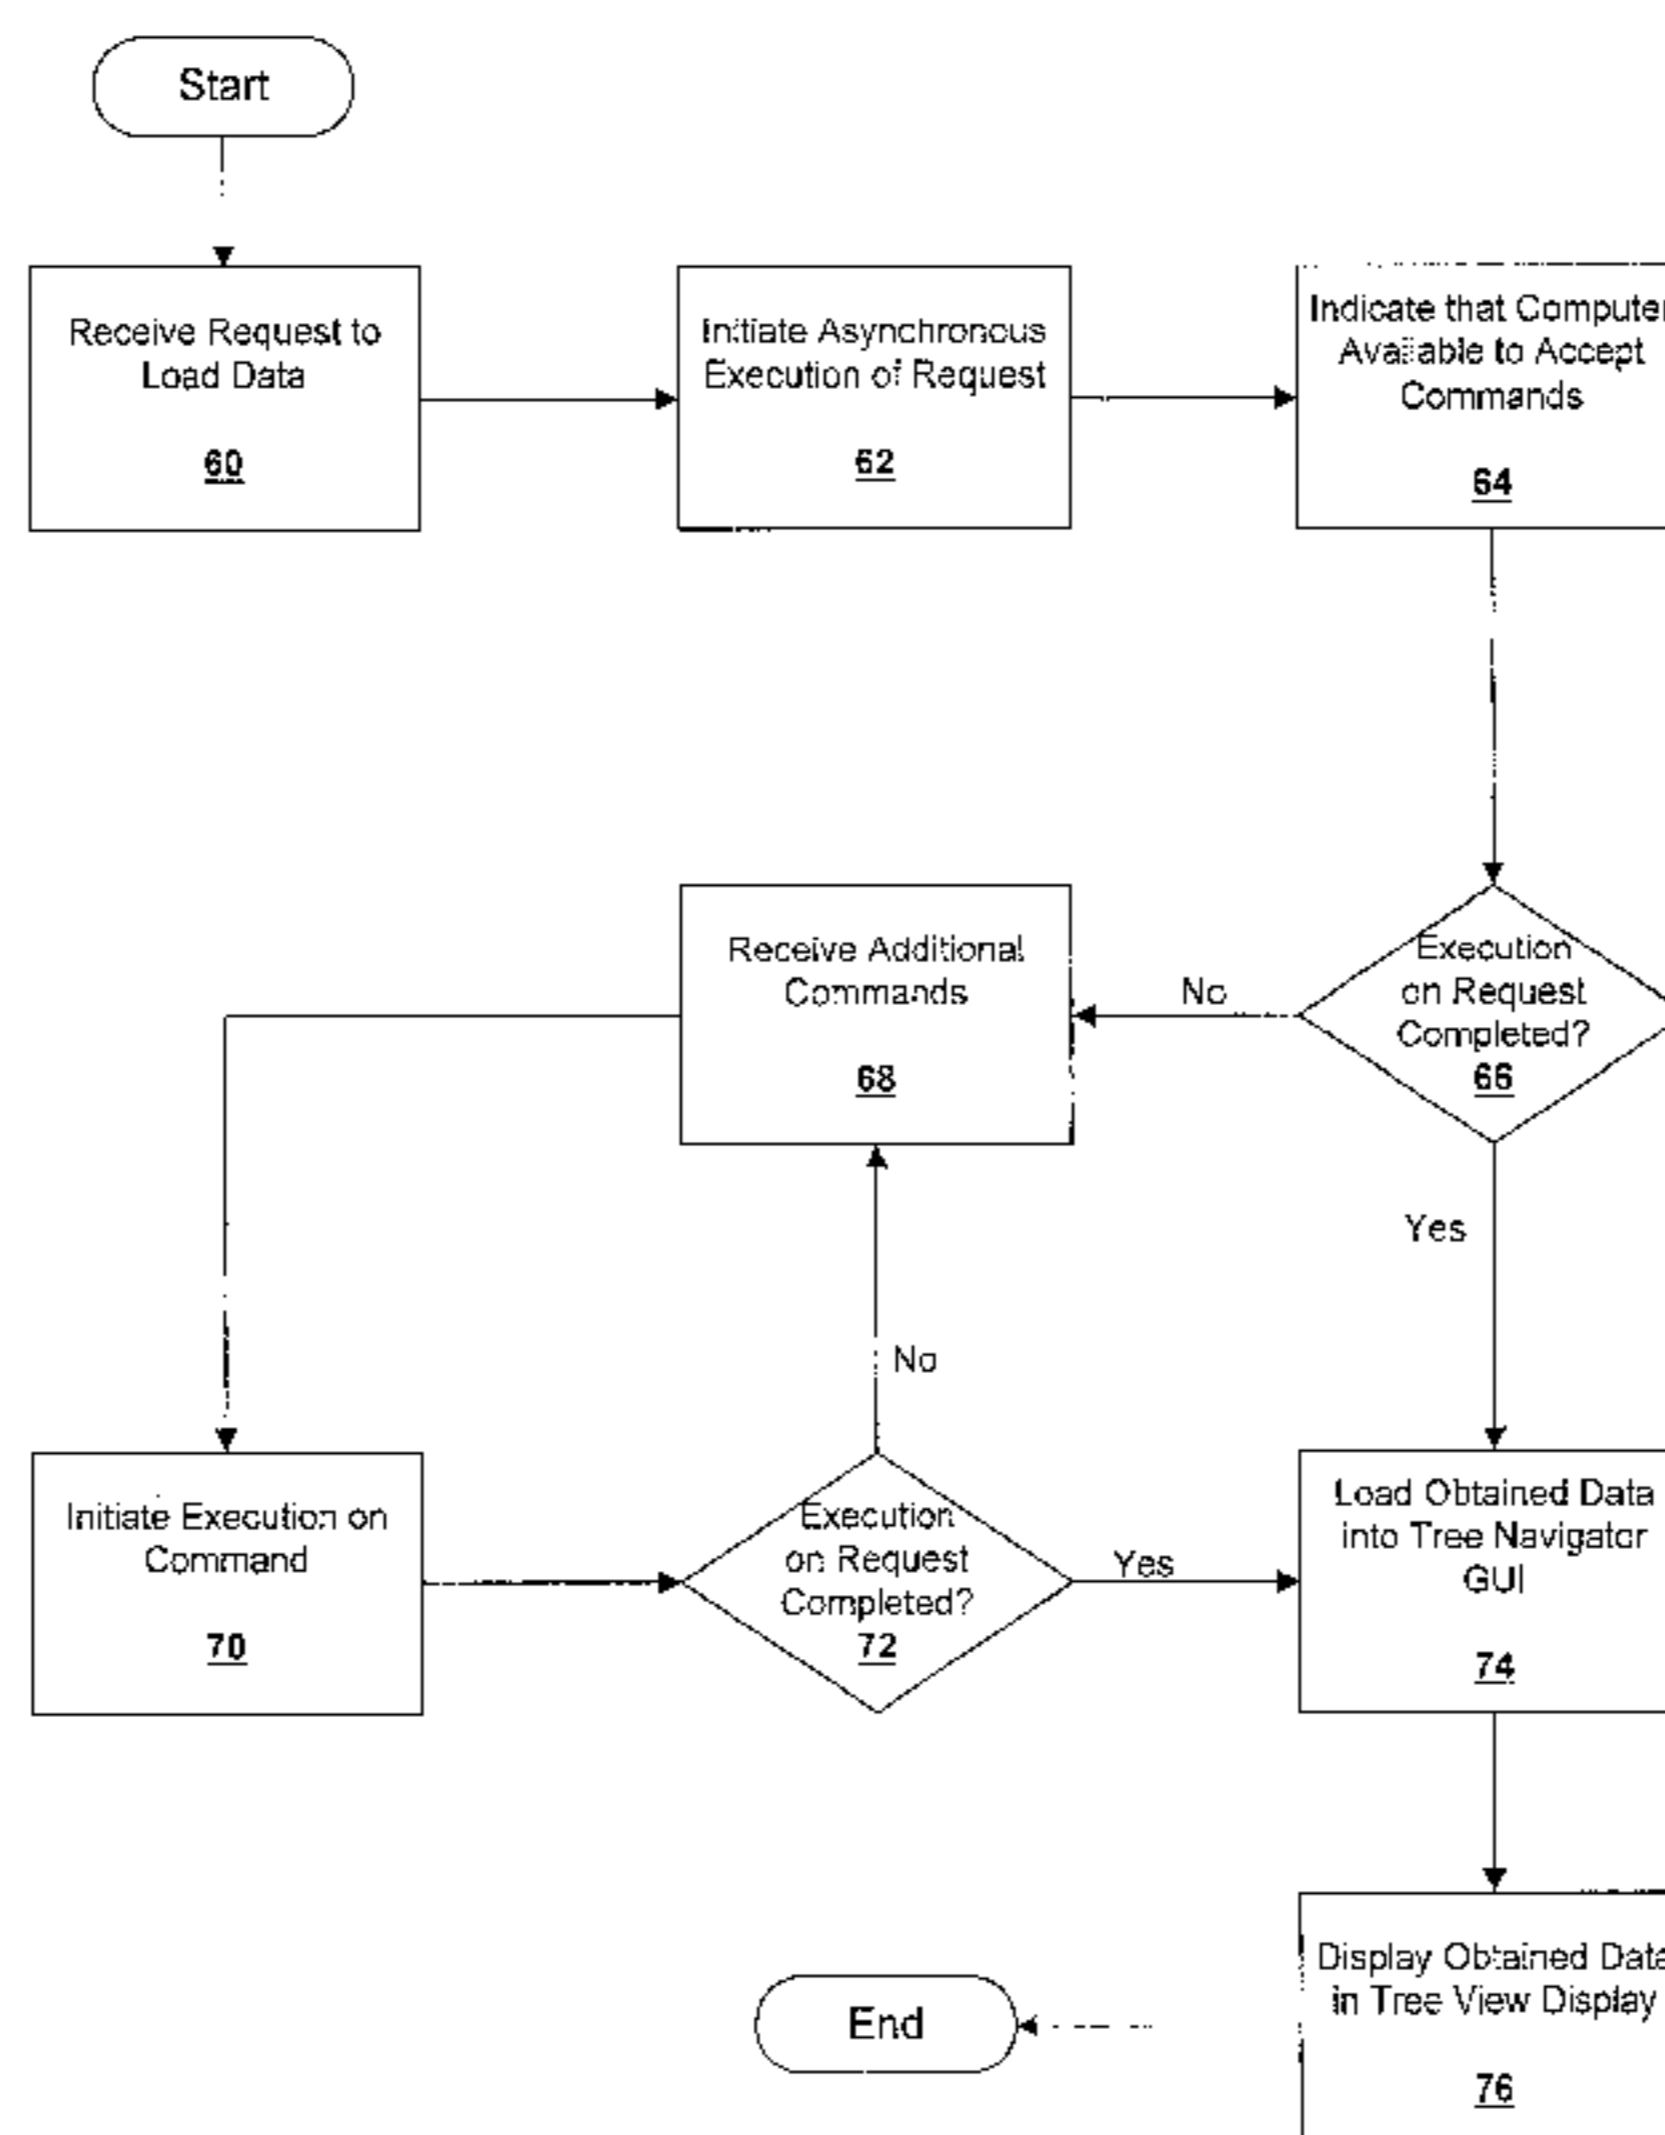 Start
Receive Request to
Load Data
60
Initiate Asynchronous
Execution of Request
62
Indicate that Computer
Available to Accept
Commands
64
Execution
on Request
Completed?
66
No
Yes
Receive Additional
Commands
68
No
Initiate Execution on
Command
70
Execution
on Request
Completed?
72
Yes
Load Obtained Data
into Tree Navigator
GUI
74
Display Obtained Data
in Tree View Display
76
End